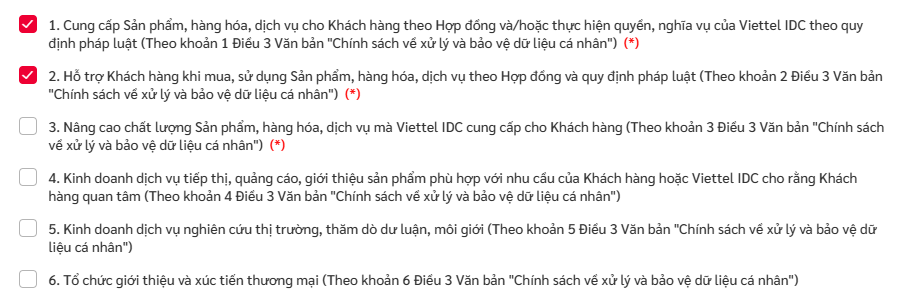 1. Cung cấp Sản phẩm, hàng hóa, dịch vụ cho Khách hàng theo Hợp đồng và/hoặc thực hiện quyền, nghĩa vụ của Viettel IDC theo quy
định pháp luật (Theo khoản 1 Điều 3 Văn bản "Chính sách về xử lý và bảo vệ dữ liệu cá nhân") (*)
2. Hỗ trợ Khách hàng khi mua, sử dụng Sản phẩm, hàng hóa, dịch vụ theo Hợp đồng và quy định pháp luật (Theo khoản 2 Điều 3 Văn bản
"Chính sách về xử lý và bảo vệ dữ liệu cá nhân") (*)
3. Nâng cao chất lượng Sản phẩm, hàng hóa, dịch vụ mà Viettel IDC cung cấp cho Khách hàng (Theo khoản 3 Điều 3 Văn bản "Chính sách
về xử lý và bảo vệ dữ liệu cá nhân") (*)
4. Kinh doanh dịch vụ tiếp thị, quảng cáo, giới thiệu sản phẩm phù hợp với nhu cầu của Khách hàng hoặc Viettel IDC cho rằng Khách
hàng quan tâm (Theo khoản 4 Điều 3 Văn bản "Chính sách về xử lý và bảo vệ dữ liệu cá nhân")
5. Kinh doanh dịch vụ nghiên cứu thị trường, thăm dò dư luận, môi giới (Theo khoản 5 Điều 3 Văn bản "Chính sách về xử lý và bảo vệ dữ
liệu cá nhân")
6. Tổ chức giới thiệu và xúc tiến thương mại (Theo khoản 6 Điều 3 Văn bản "Chính sách về xử lý và bảo vệ dữ liệu cá nhân")